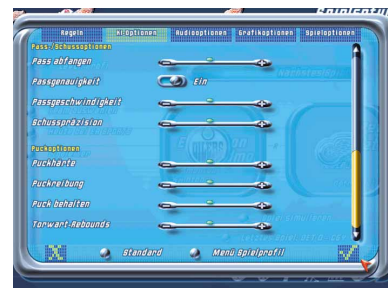 Spielsetup
Regeln KI-Optionen Audiooptionen Grafikoptionen Spieloptionen
Pass-/Schussoptionen
Pass abfangen
Passgenauigkeit Ein
Passgeschwindigkeit
Schusspräzision
Puckoptionen
Puckhärte
Puckreibung
Puck behalten
Torwart-Rebounds
Standard Menü Spielprofil